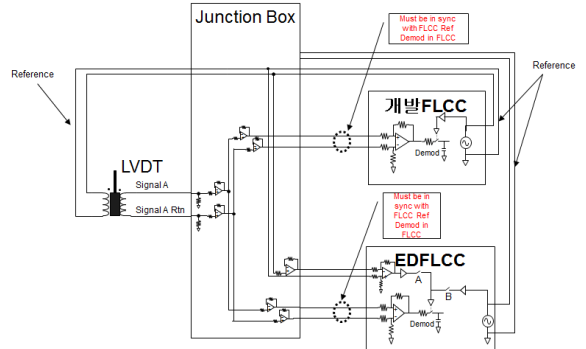 Junction Box
Must be in sync
with FLCC Ref
Demod in FLCC
Reference
Reference
개발FLCC
Demod
LVDT
Signal A
Signal A Rtn
Must be in
sync with
FLCC Ref
Demod in
FLCC
EDFLCC
A
B
Demod